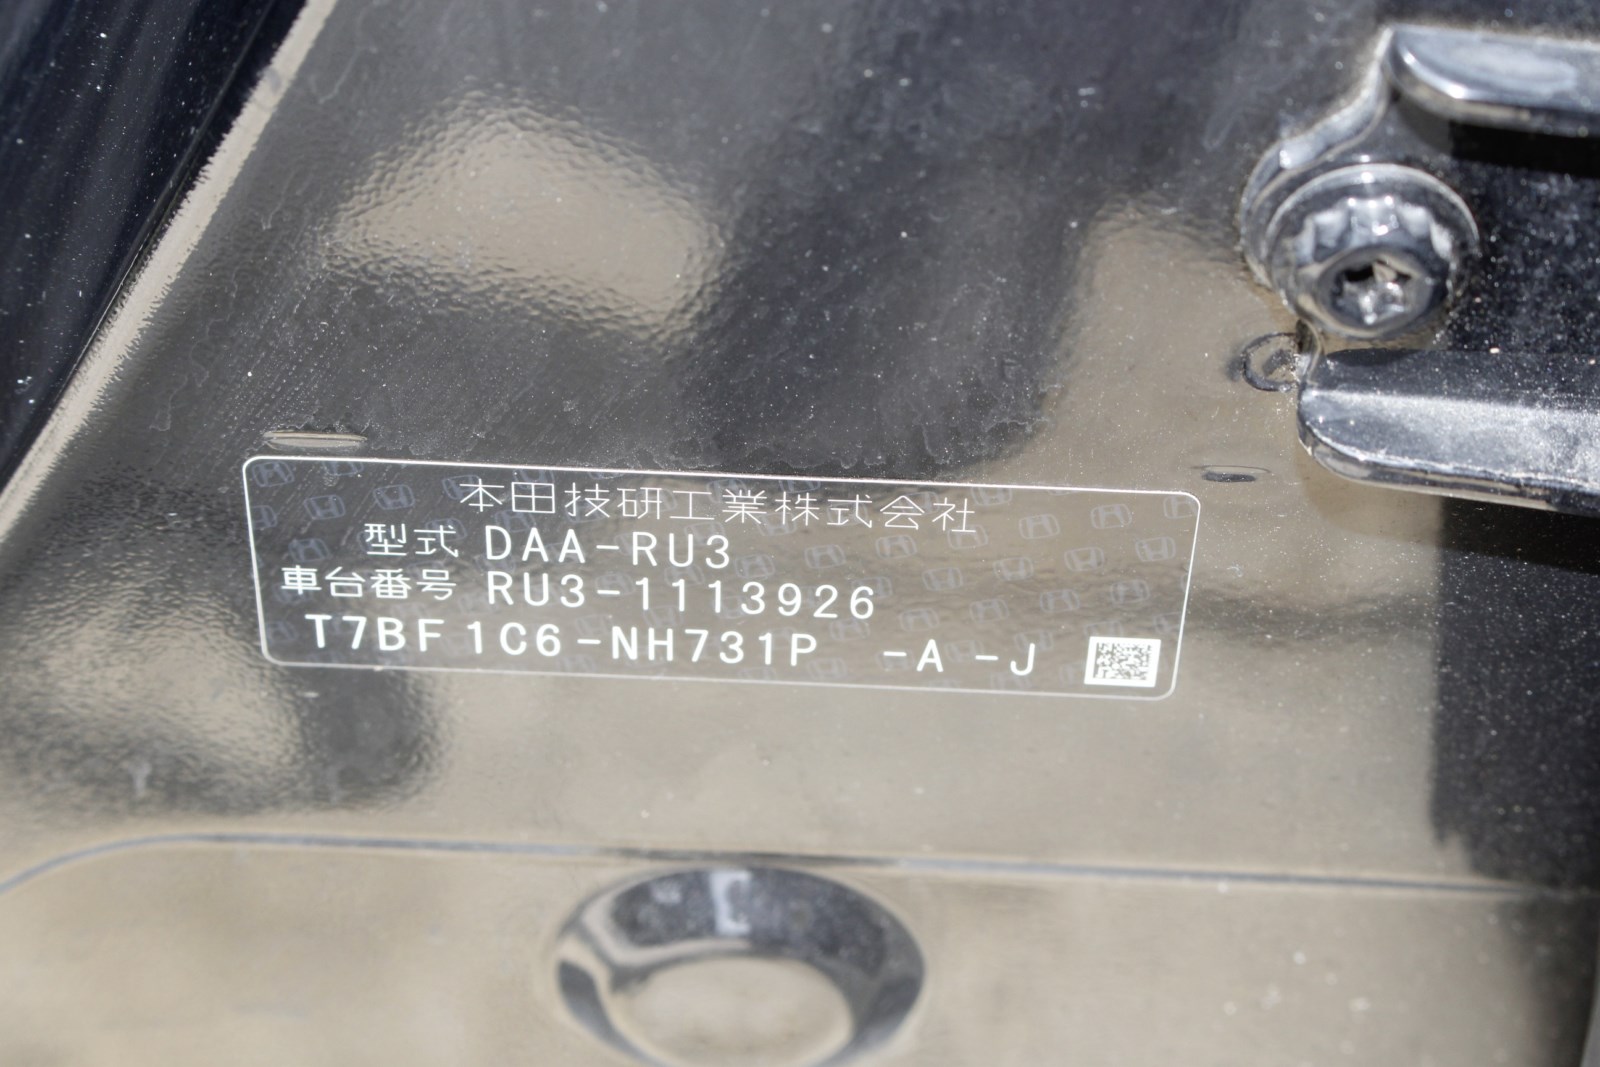 本田技研工業株式会社
型式 DAA-RU3
車台番号 RU3-1113926
T7BF1C6-NH731P -A -J